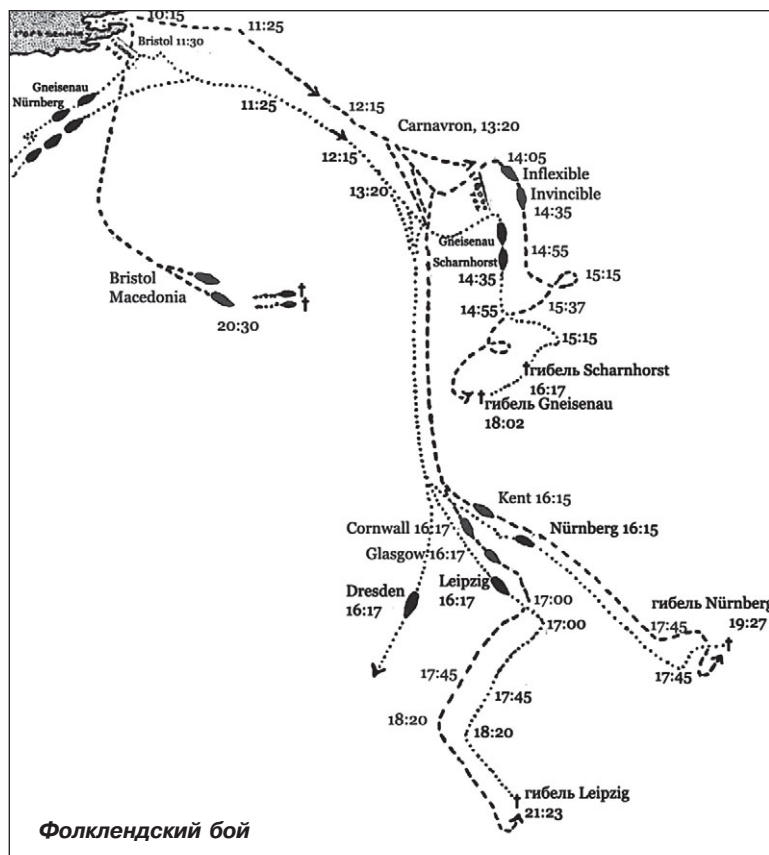 10:15
11:25
Bristol 11:30
Gneisenau
Nürnberg
11:25
12:15
Carnavron, 13:20
12:15
14:05
Inflexible
13:20
Invincible
14:35
Gneisenau
Scharnhorst
14:55
14:35
15:15
Bristol
Macedonia
14:55
15:37
20:30
15:15
†гибель Scharnhorst
16:17
†гибель Gneisenau
18:02
Kent 16:15
Cornwall 16:17
Nürnberg 16:15
Glasgow 16:17
Dresden
16:17
Leipzig
16:17
17:00
17:00
гибель Nürnberg
19:27
17:45
17:45
17:45
17:45
18:20
18:20
†гибель Leipzig
21:23
Фолклендский бой